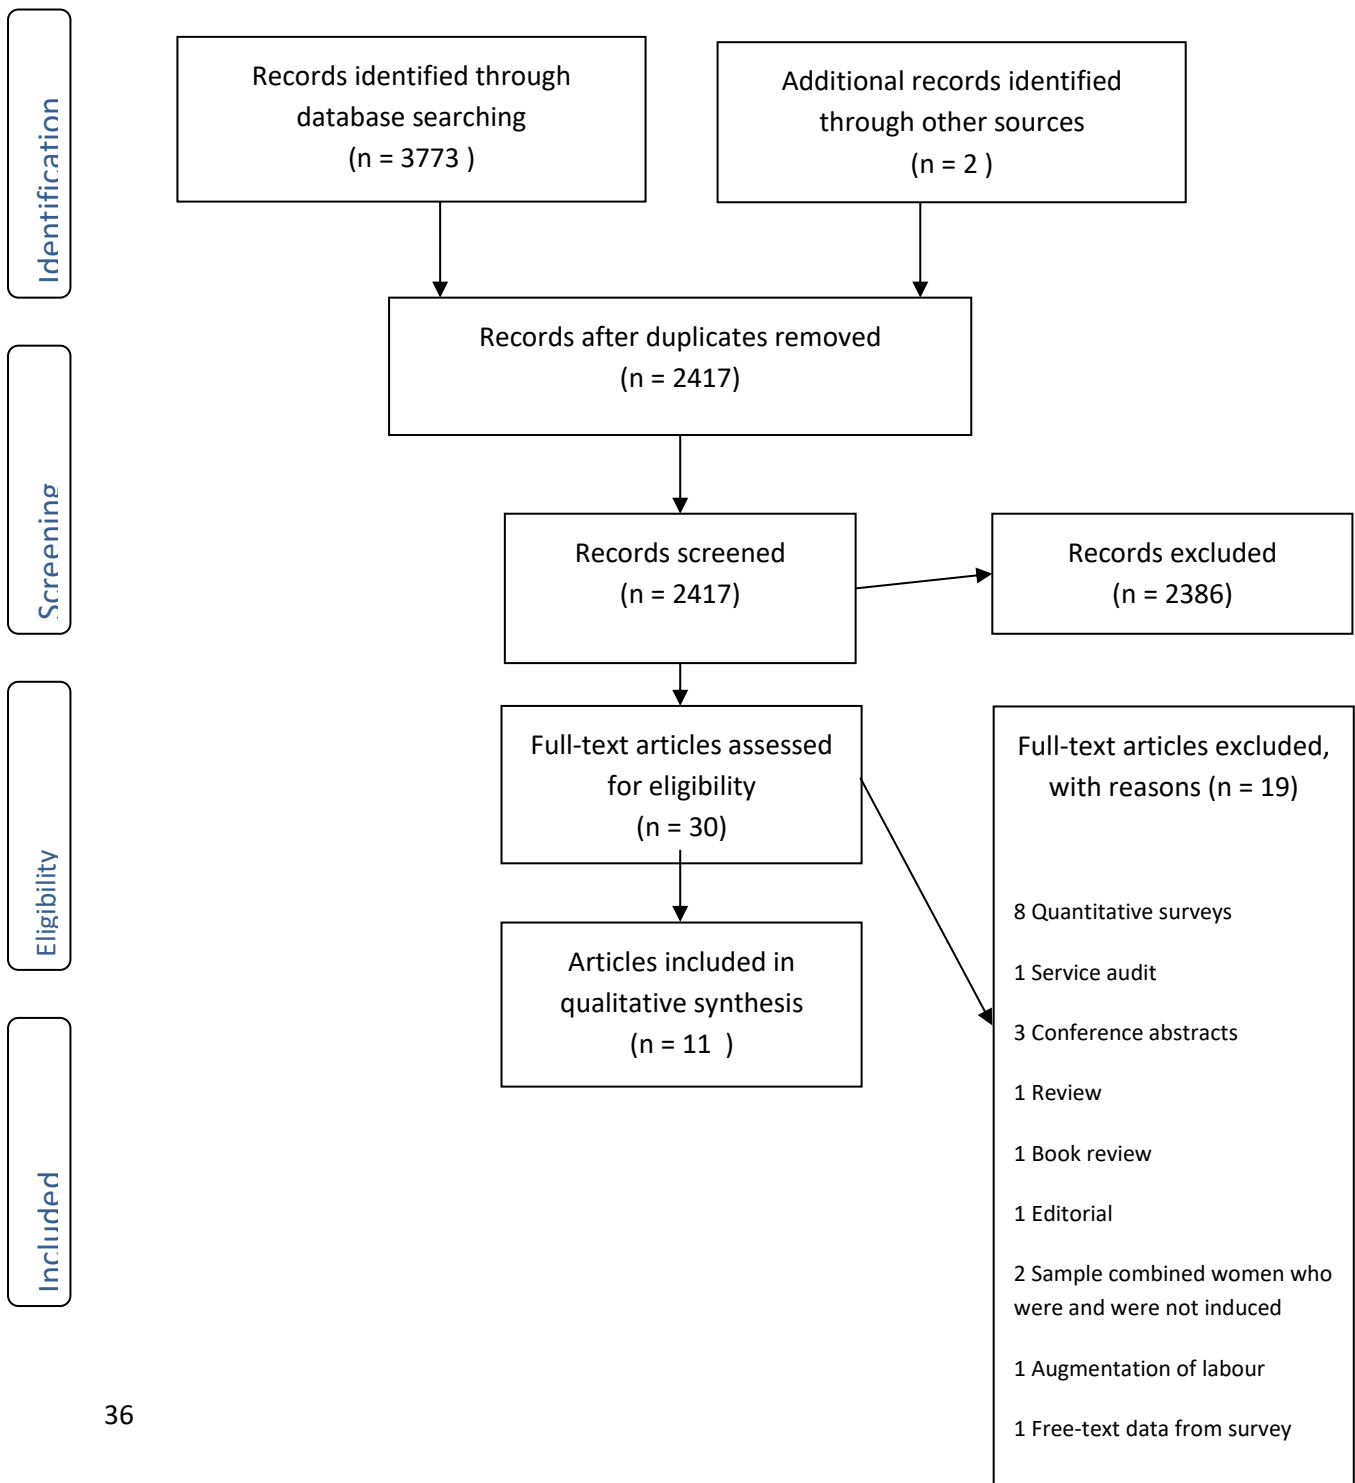 Identification
Records identified through
database searching
(n = 3773 )
Additional records identified
through other sources
(n = 2 )
Records after duplicates removed
(n = 2417)
Screening
Records screened
(n = 2417)
Records excluded
(n = 2386)
Eligibility
Full-text articles assessed
for eligibility
(n = 30)
Full-text articles excluded,
with reasons (n = 19)
8 Quantitative surveys
1 Service audit
3 Conference abstracts
1 Review
1 Book review
1 Editorial
2 Sample combined women who
were and were not induced
1 Augmentation of labour
1 Free-text data from survey
Included
Articles included in
qualitative synthesis
(n = 11  )
36